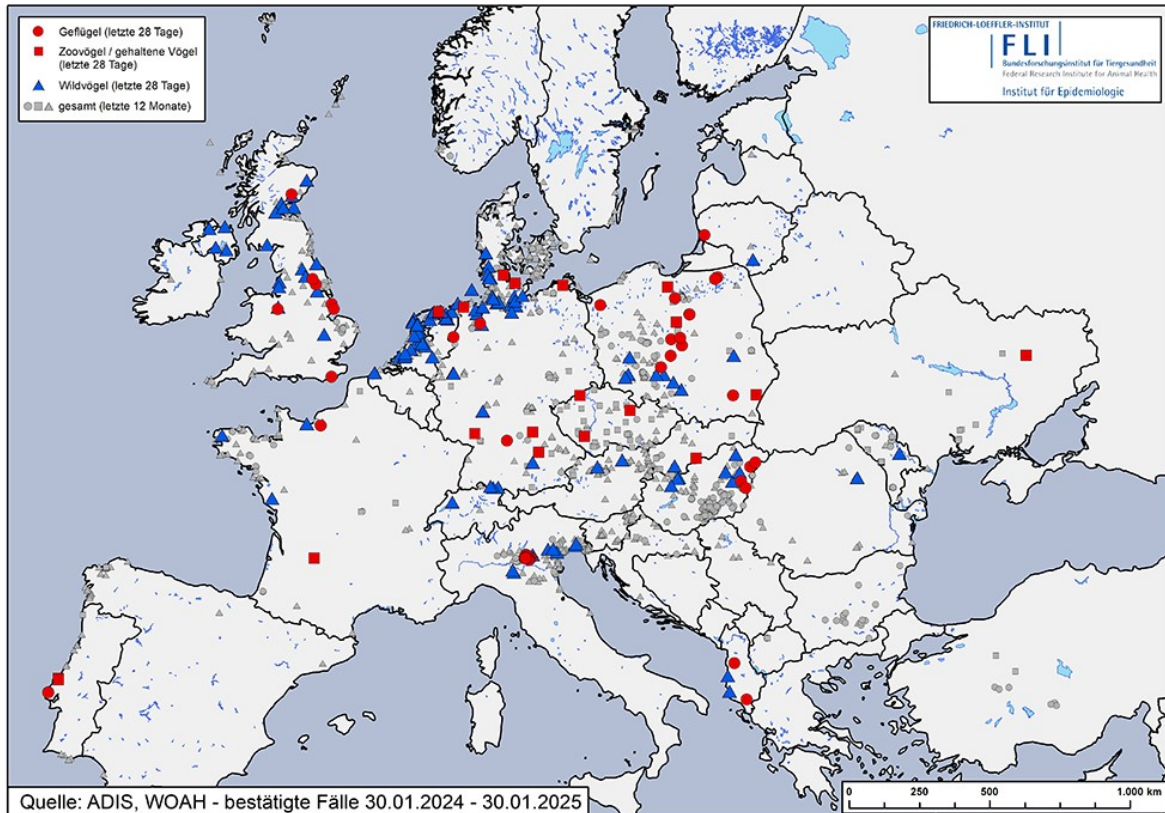 Geflügel (letzte 28 Tage)
Zoovögel / gehaltene Vögel
(letzte 28 Tage)
Wildvögel (letzte 28 Tage)
gesamt (letzte 12 Monate)
FRIEDRICH-LOEFFLER-INSTITUT
FLI
Bundesforschungsinstitut für Tiergesundheit
Federal Research Institute for Animal Health
Institut für Epidemiologie
Quelle: ADIS, WOAH - bestätigte Fälle 30.01.2024 - 30.01.2025
0 250 500 1.000 km